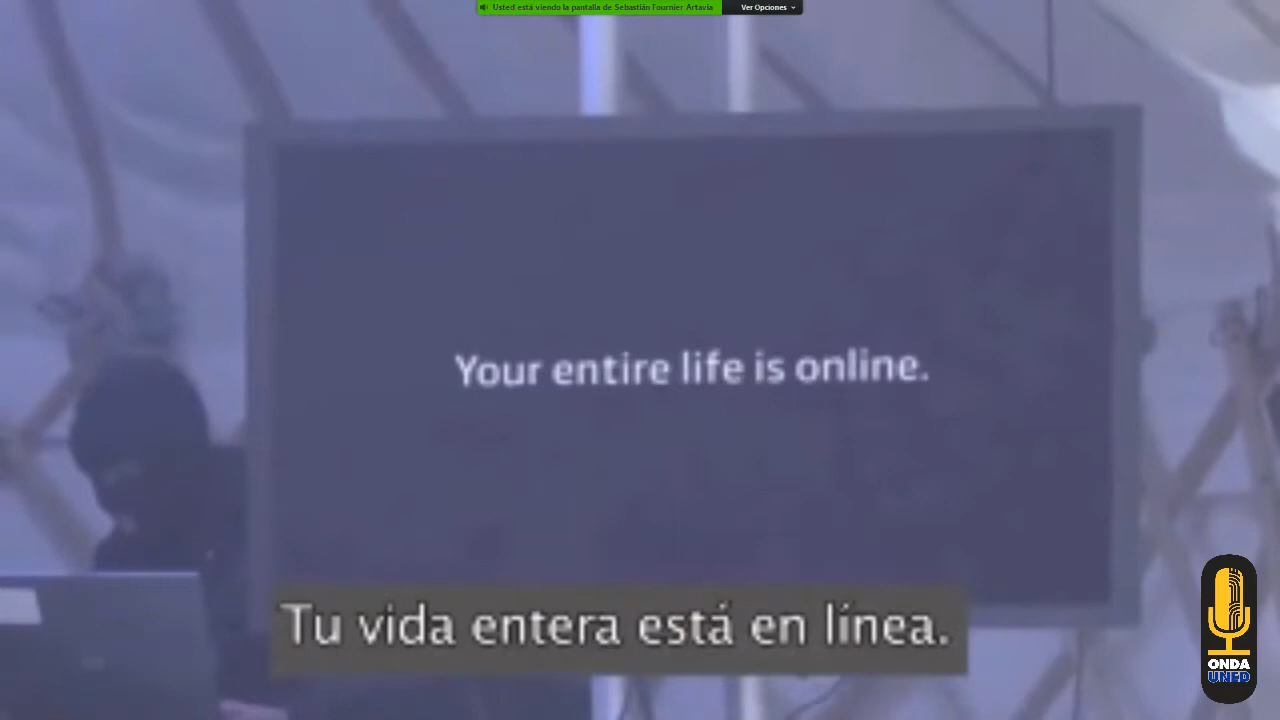 Usted está viendo la pantalla de Sebastián Fournier Artavia
Ver Opciones
Your entire life is online.
Tu vida entera está en línea.
ONDA
UNED